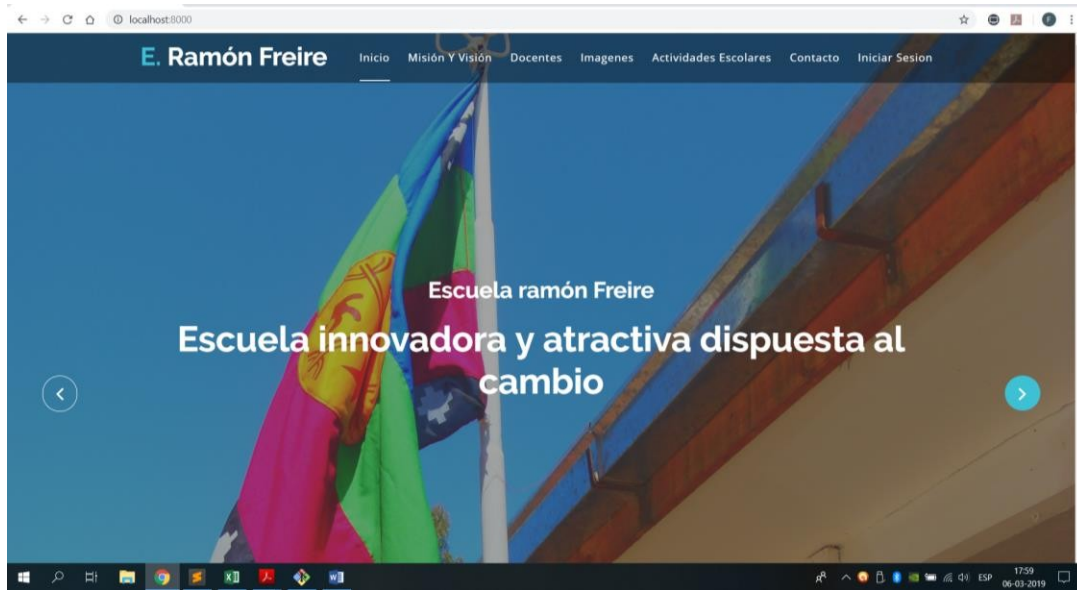 localhost:8000
E. Ramón Freire
Inicio Misión Y Visión Docentes Imagenes Actividades Escolares Contacto Iniciar Sesion
Escuela ramón Freire
Escuela innovadora y atractiva dispuesta al
cambio
ESP
17:59
06-03-2019